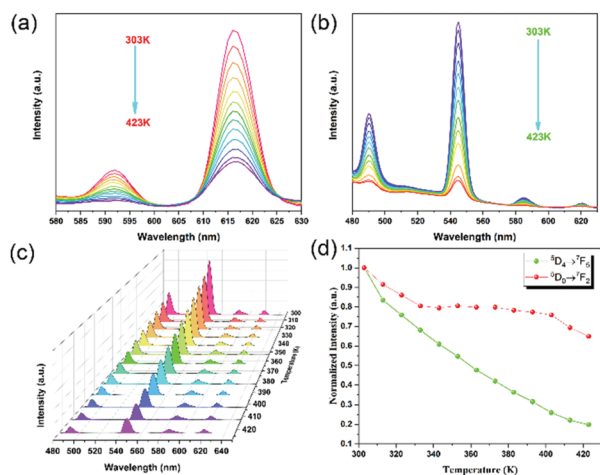 (a)
303K
423K
Intensity (a.u.)
580 585 590 595 600 605 610 615 620 625 630
Wavelength (nm)
(b)
303K
423K
Intensity (a.u.)
480 500 520 540 560 580 600 620
Wavelength (nm)
(c)
Intensity (a.u.)
300
310
320
330
340
350
360
370
380
390
400
410
420
Temperature(K)
480 500 520 540 560 580 600 620 640
Wavelength (nm)
(d)
⁵D₄→⁷F₅
⁵D₀→⁷F₂
Normalized Intensity (a.u.)
1.0
0.9
0.8
0.7
0.6
0.5
0.4
0.3
0.2
0.1
300 320 340 360 380 400 420
Temperature (K)